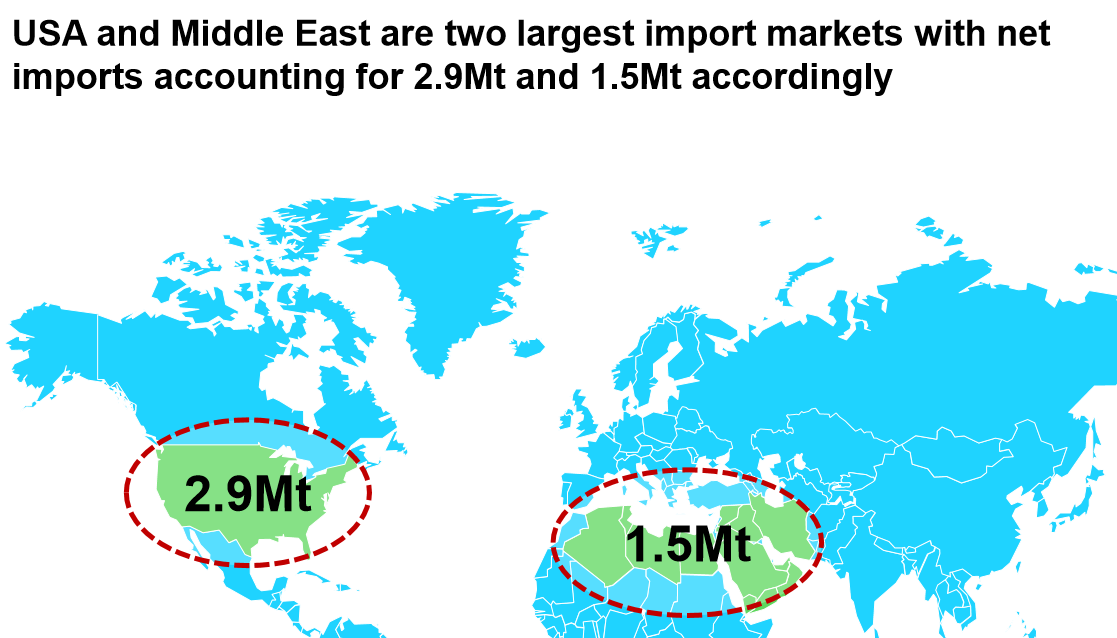 USA and Middle East are two largest import markets with net
imports accounting for 2.9Mt and 1.5Mt accordingly
2.9Mt
1.5Mt